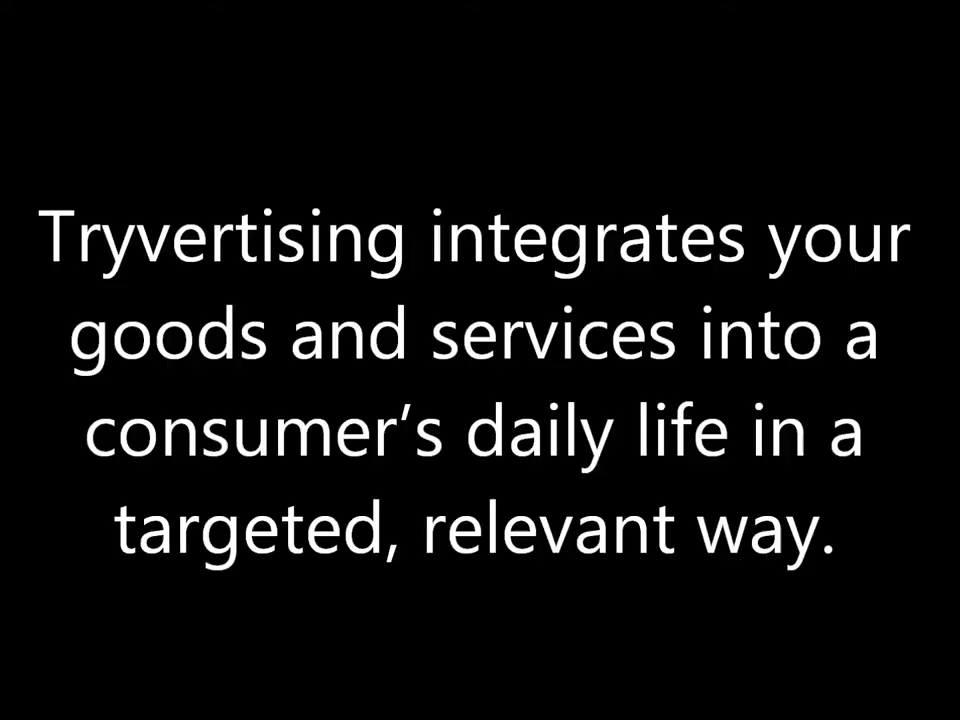 Tryvertising integrates your
goods and services into a
consumer’s daily life in a
targeted, relevant way.